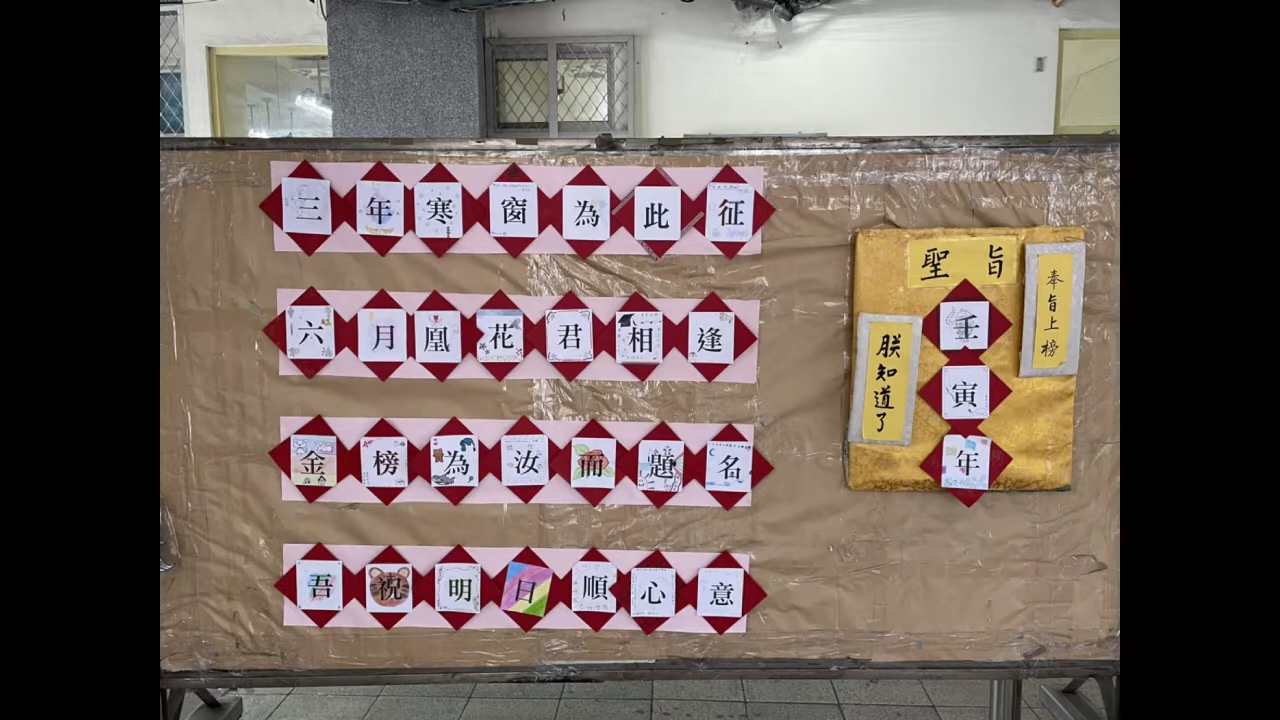 三年寒窗為此征
六月凰花君相逢
金榜為汝而題名
吾祝明日順心意
聖旨
奉旨上榜
壬寅年
朕知道了